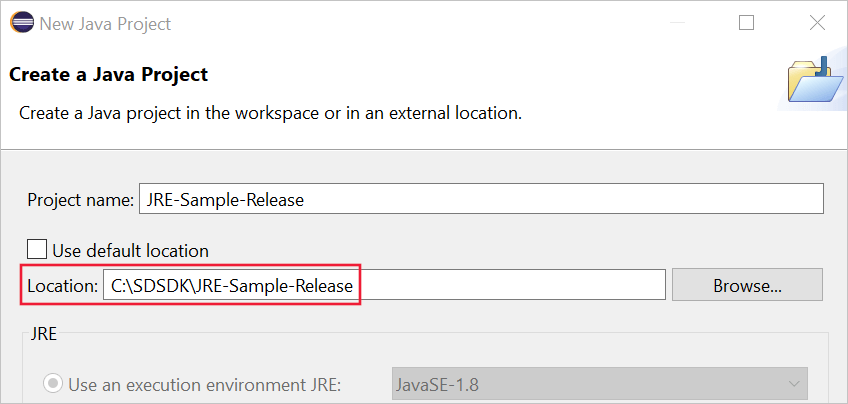 New Java Project
Create a Java Project
Create a Java project in the workspace or in an external location.
Project name: JRE-Sample-Release
Use default location
Location: C:\SDSDK\JRE-Sample-Release Browse...
JRE
Use an execution environment JRE: JavaSE-1.8